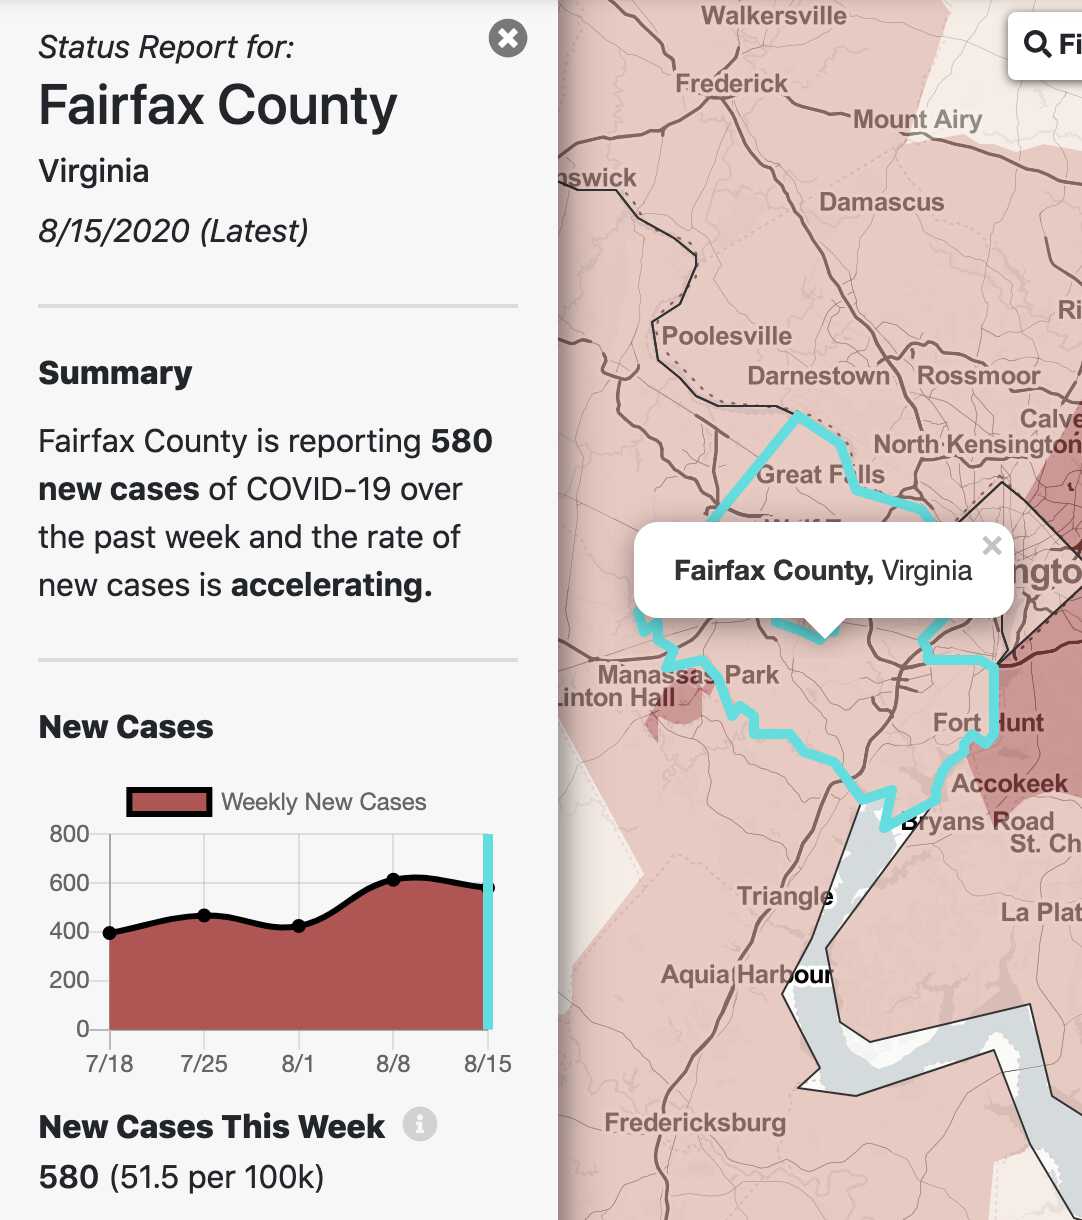 Status Report for:
Fairfax County
Virginia
8/15/2020 (Latest)
Summary
Fairfax County is reporting 580
new cases of COVID-19 over
the past week and the rate of
new cases is accelerating.
New Cases
Weekly New Cases
800
600
400
200
0
7/18 7/25 8/1 8/8 8/15
New Cases This Week
580 (51.5 per 100k)
Walkersville
Fi
Frederick
Mount Airy
nswick
Damascus
Ri
Poolesville
Darnestown
Rossmoor
Calve
North Kensington
Great Falls
Fairfax County, Virginia
ngto
Manassas Park
Linton Hall
Fort Hunt
Accokeek
Bryans Road
St. Ch
Triangle
La Plat
Aquia Harbour
Fredericksburg